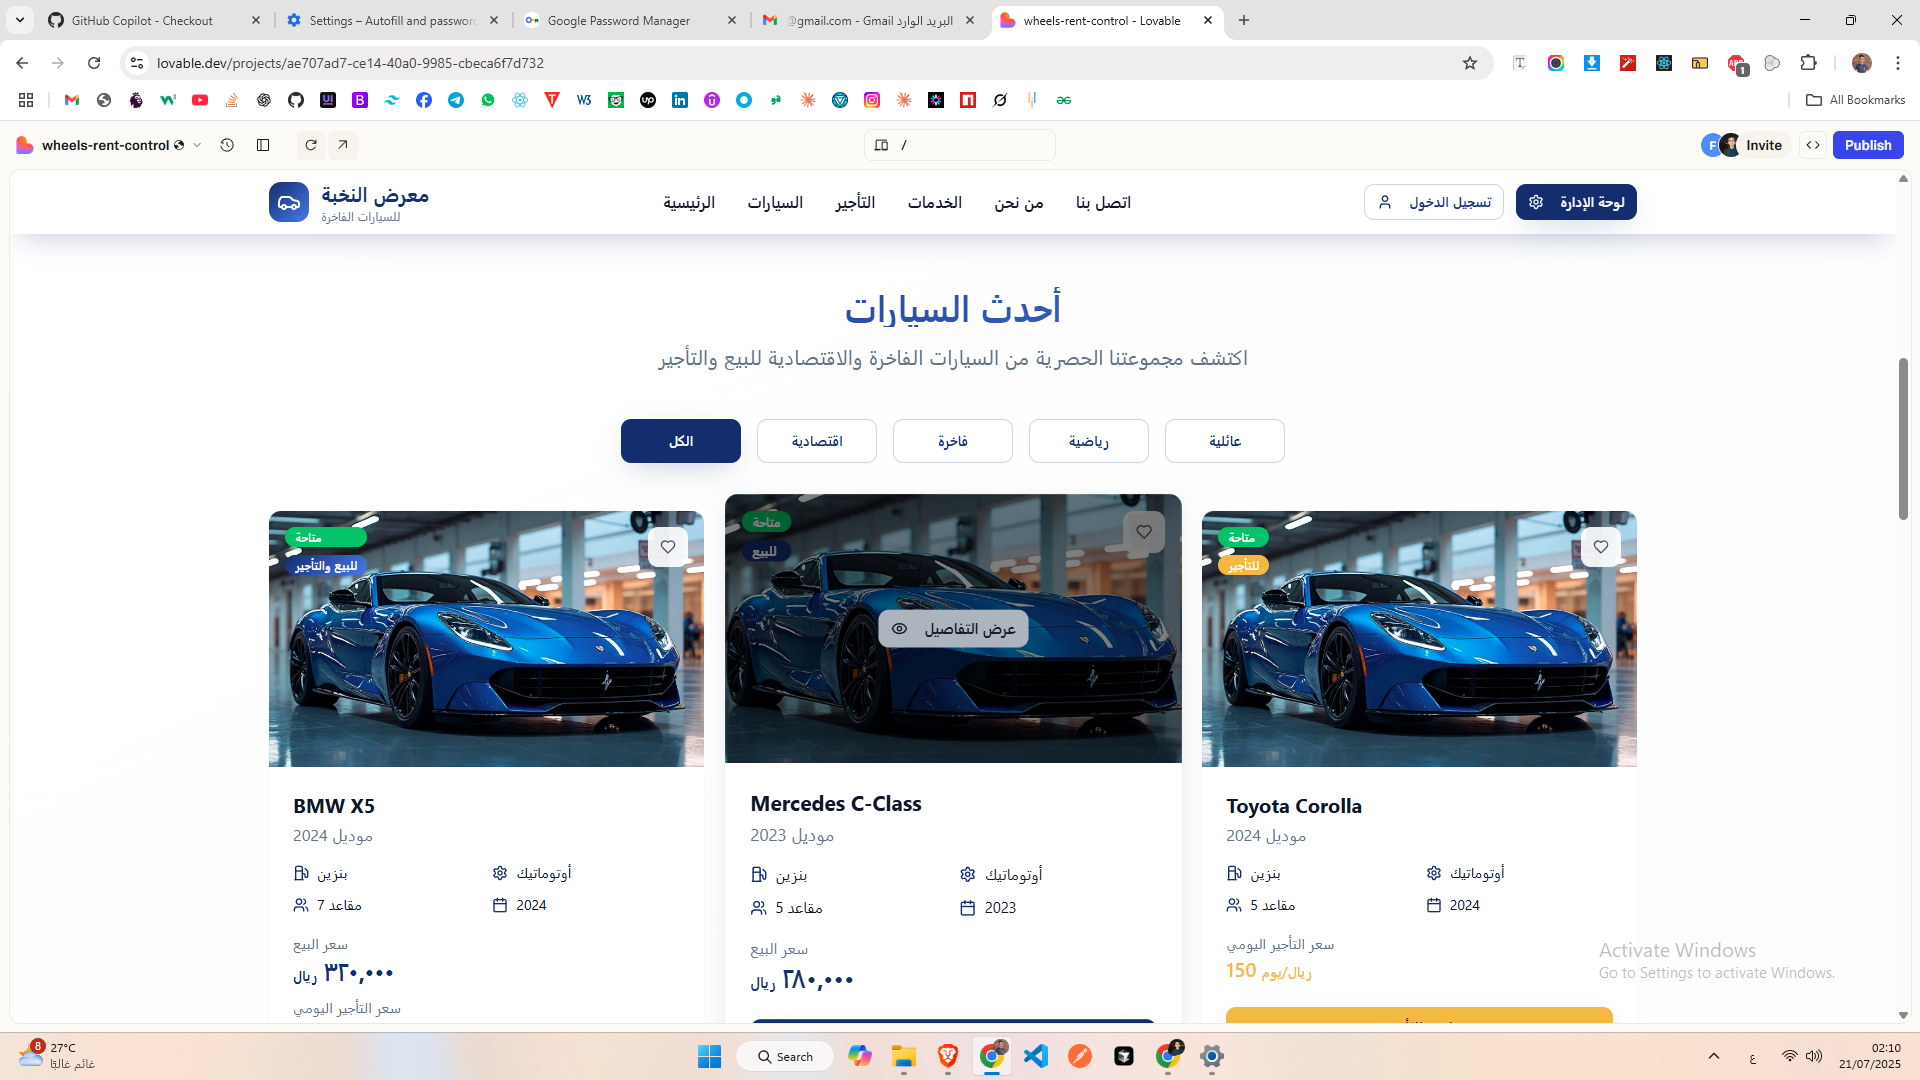 GitHub Copilot - Checkout
Settings – Autofill and passwor
Google Password Manager
@gmail.com - Gmail البريد الوارد
wheels-rent-control - Lovable
lovable.dev/projects/ae707ad7-ce14-40a0-9985-cbeca6f7d732
All Bookmarks
wheels-rent-control
/
Invite
Publish
معرض النخبة
للسيارات الفاخرة
الرئيسية
السيارات
التأجير
الخدمات
من نحن
اتصل بنا
تسجيل الدخول
لوحة الإدارة
أحدث السيارات
اكتشف مجموعتنا الحصرية من السيارات الفاخرة والاقتصادية للبيع والتأجير
الكل
اقتصادية
فاخرة
رياضية
عائلية
متاحة
للبيع والتأجير
BMW X5
موديل 2024
بنزين
أوتوماتيك
7 مقاعد
2024
سعر البيع
٣٢٠,٠٠٠ ريال
سعر التأجير اليومي
متاحة
للبيع
عرض التفاصيل
Mercedes C-Class
موديل 2023
بنزين
أوتوماتيك
5 مقاعد
2023
سعر البيع
٢٨٠,٠٠٠ ريال
متاحة
للتأجير
Toyota Corolla
موديل 2024
بنزين
أوتوماتيك
5 مقاعد
2024
سعر التأجير اليومي
150 ريال/يوم
Activate Windows
Go to Settings to activate Windows.
8
27°C
غائم غالبًا
Search
ع
02:10
21/07/2025